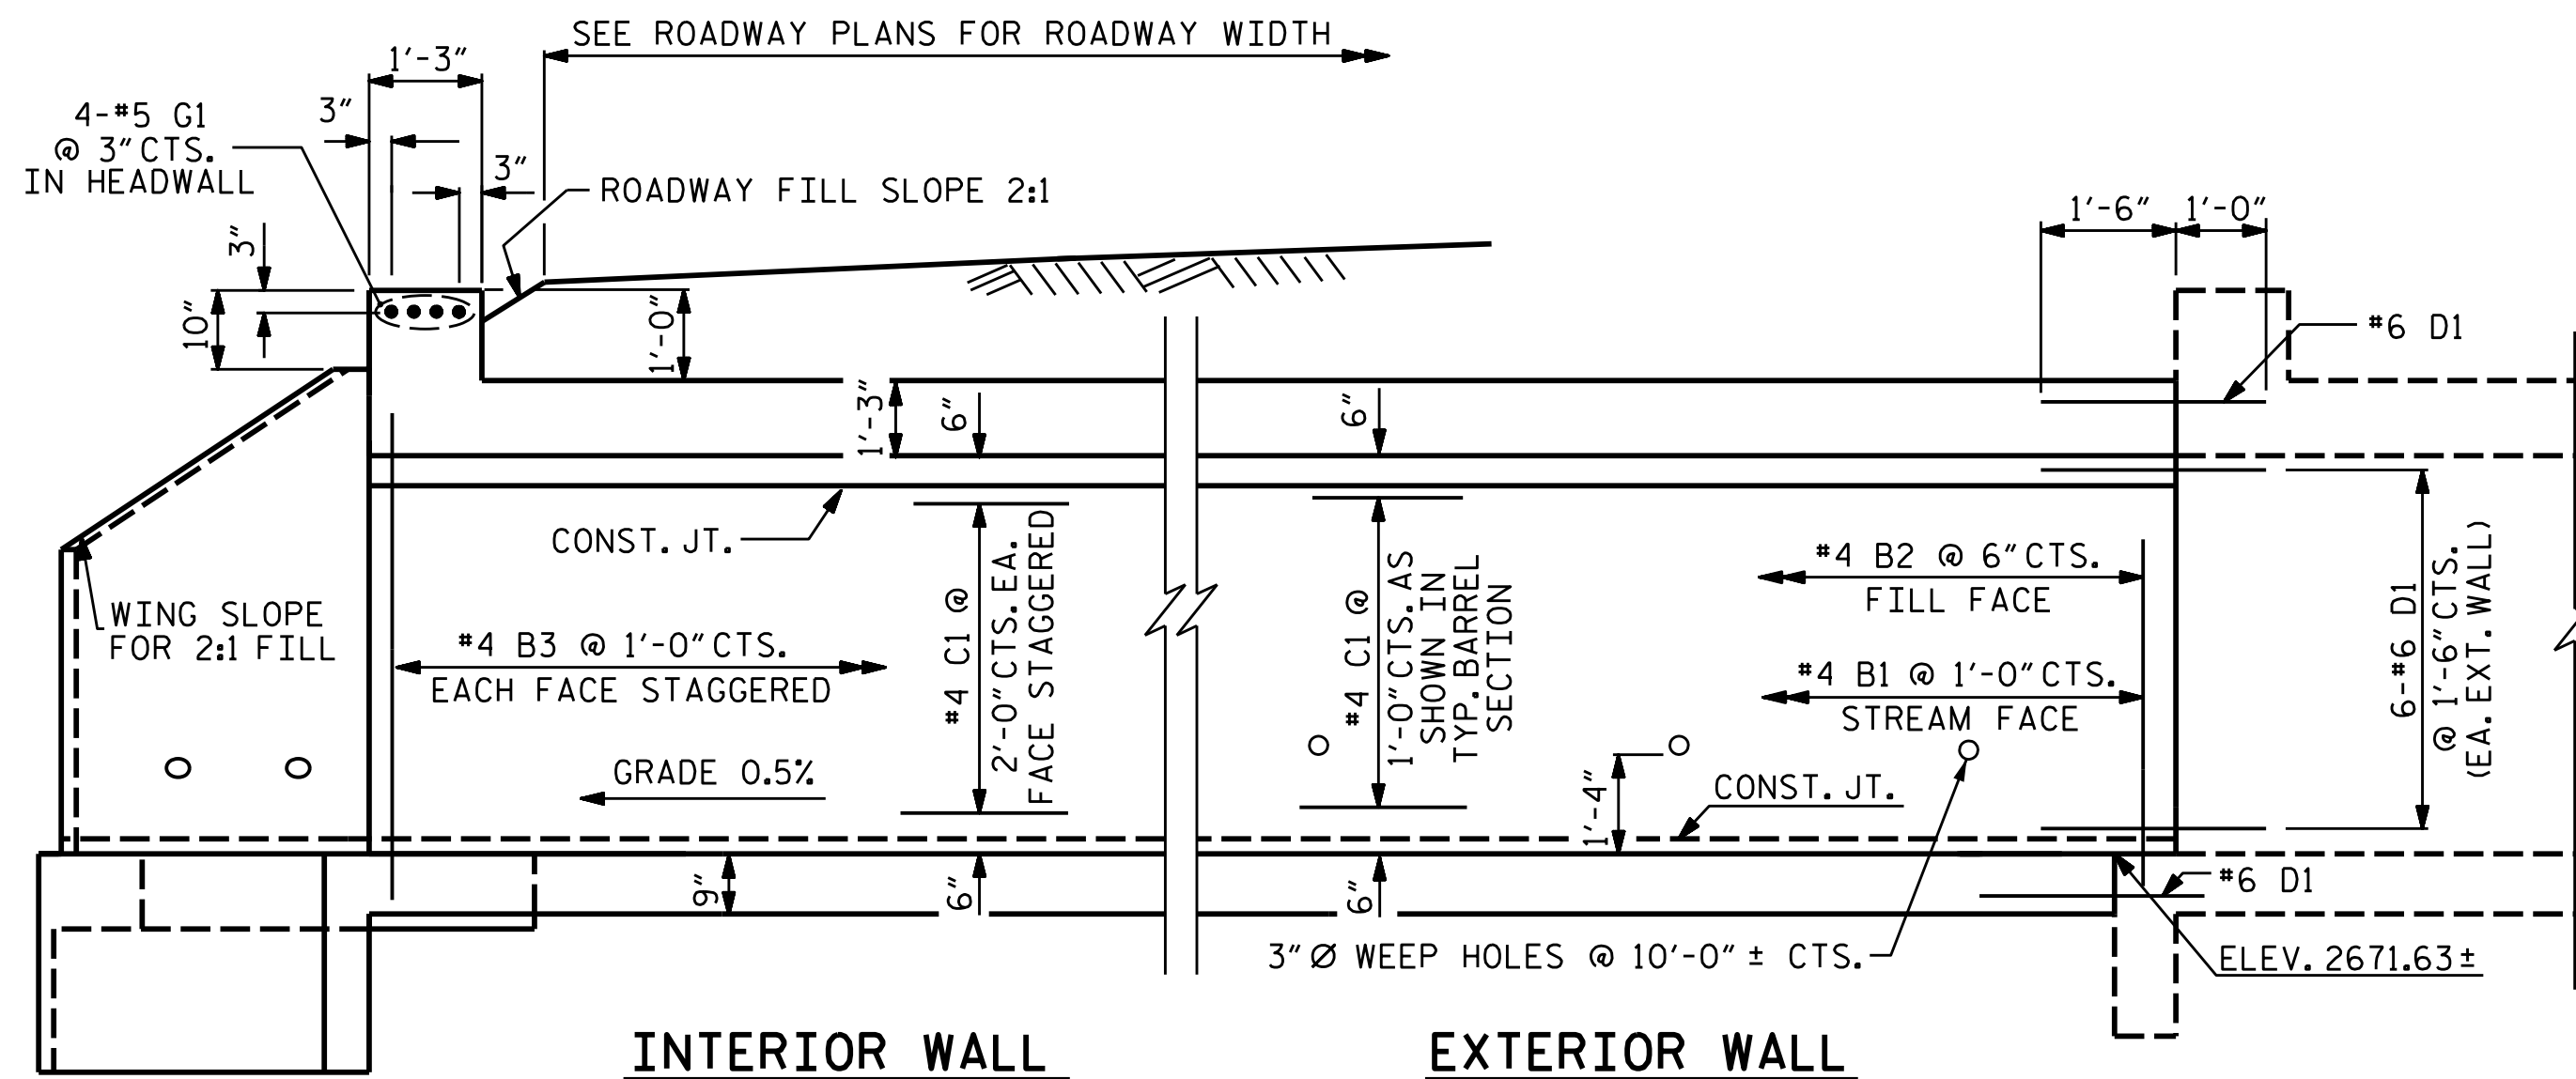 SEE ROADWAY PLANS FOR ROADWAY WIDTH
1'-3"
3"
4-#5 G1
@ 3"CTS.
IN HEADWALL
3"
ROADWAY FILL SLOPE 2:1
3"
10"
1'-0"
1'-6"
1'-0"
#6 D1
1'-3"
6"
6"
CONST. JT.
WING SLOPE
FOR 2:1 FILL
#4 B3 @ 1'-0"CTS.
EACH FACE STAGGERED
GRADE 0.5%
#4 C1 @
2'-0"CTS. EA.
FACE STAGGERED
#4 C1 @
1'-0"CTS. AS
SHOWN IN
TYP. BARREL
SECTION
#4 B2 @ 6"CTS.
FILL FACE
#4 B1 @ 1'-0"CTS.
STREAM FACE
6-#6 D1
@ 1'-6"CTS.
(EA. EXT. WALL)
1'-4"
CONST. JT.
9"
6"
6"
#6 D1
3"Ø WEEP HOLES @ 10'-0"± CTS.
ELEV. 2671.63±
INTERIOR WALL
EXTERIOR WALL